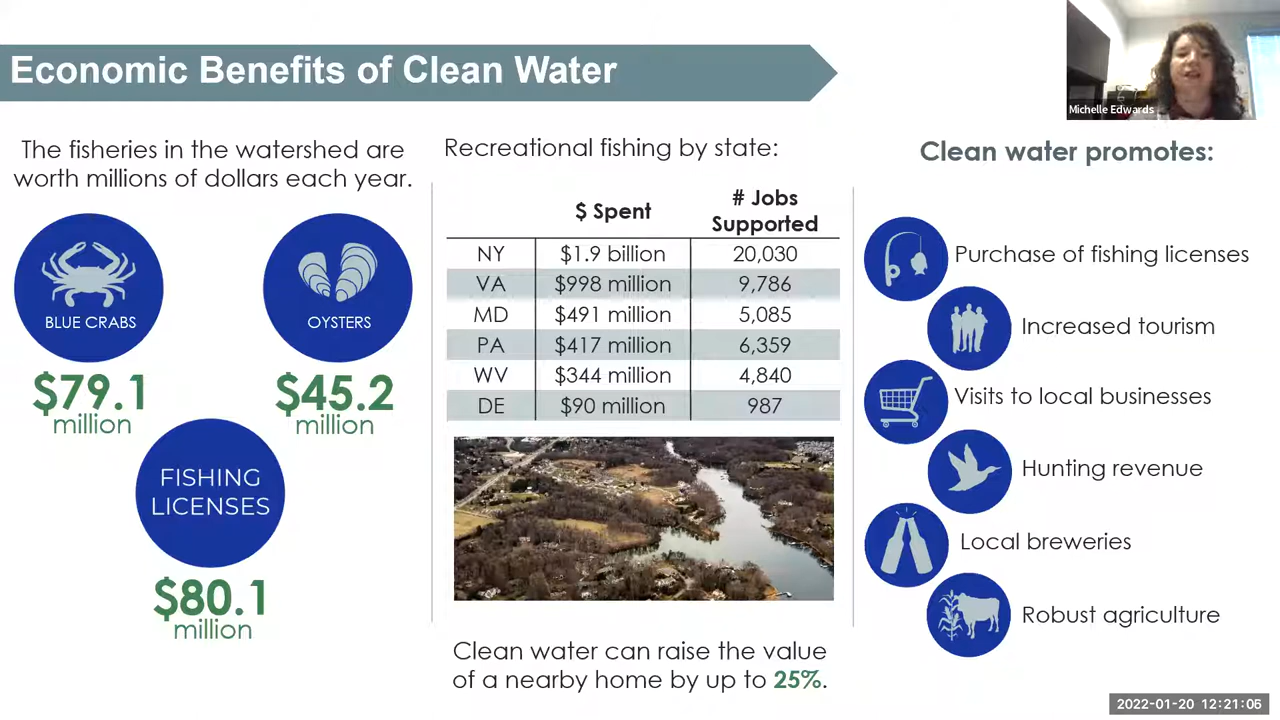 Economic Benefits of Clean Water
Michelle Edwards
The fisheries in the watershed are
worth millions of dollars each year.
BLUE CRABS
OYSTERS
$79.1
million
$45.2
million
FISHING
LICENSES
$80.1
million
Recreational fishing by state:
$ Spent
# Jobs
Supported
NY $1.9 billion 20,030
VA $998 million 9,786
MD $491 million 5,085
PA $417 million 6,359
WV $344 million 4,840
DE $90 million 987
Clean water can raise the value
of a nearby home by up to 25%.
Clean water promotes:
Purchase of fishing licenses
Increased tourism
Visits to local businesses
Hunting revenue
Local breweries
Robust agriculture
2022-01-20 12:21:06